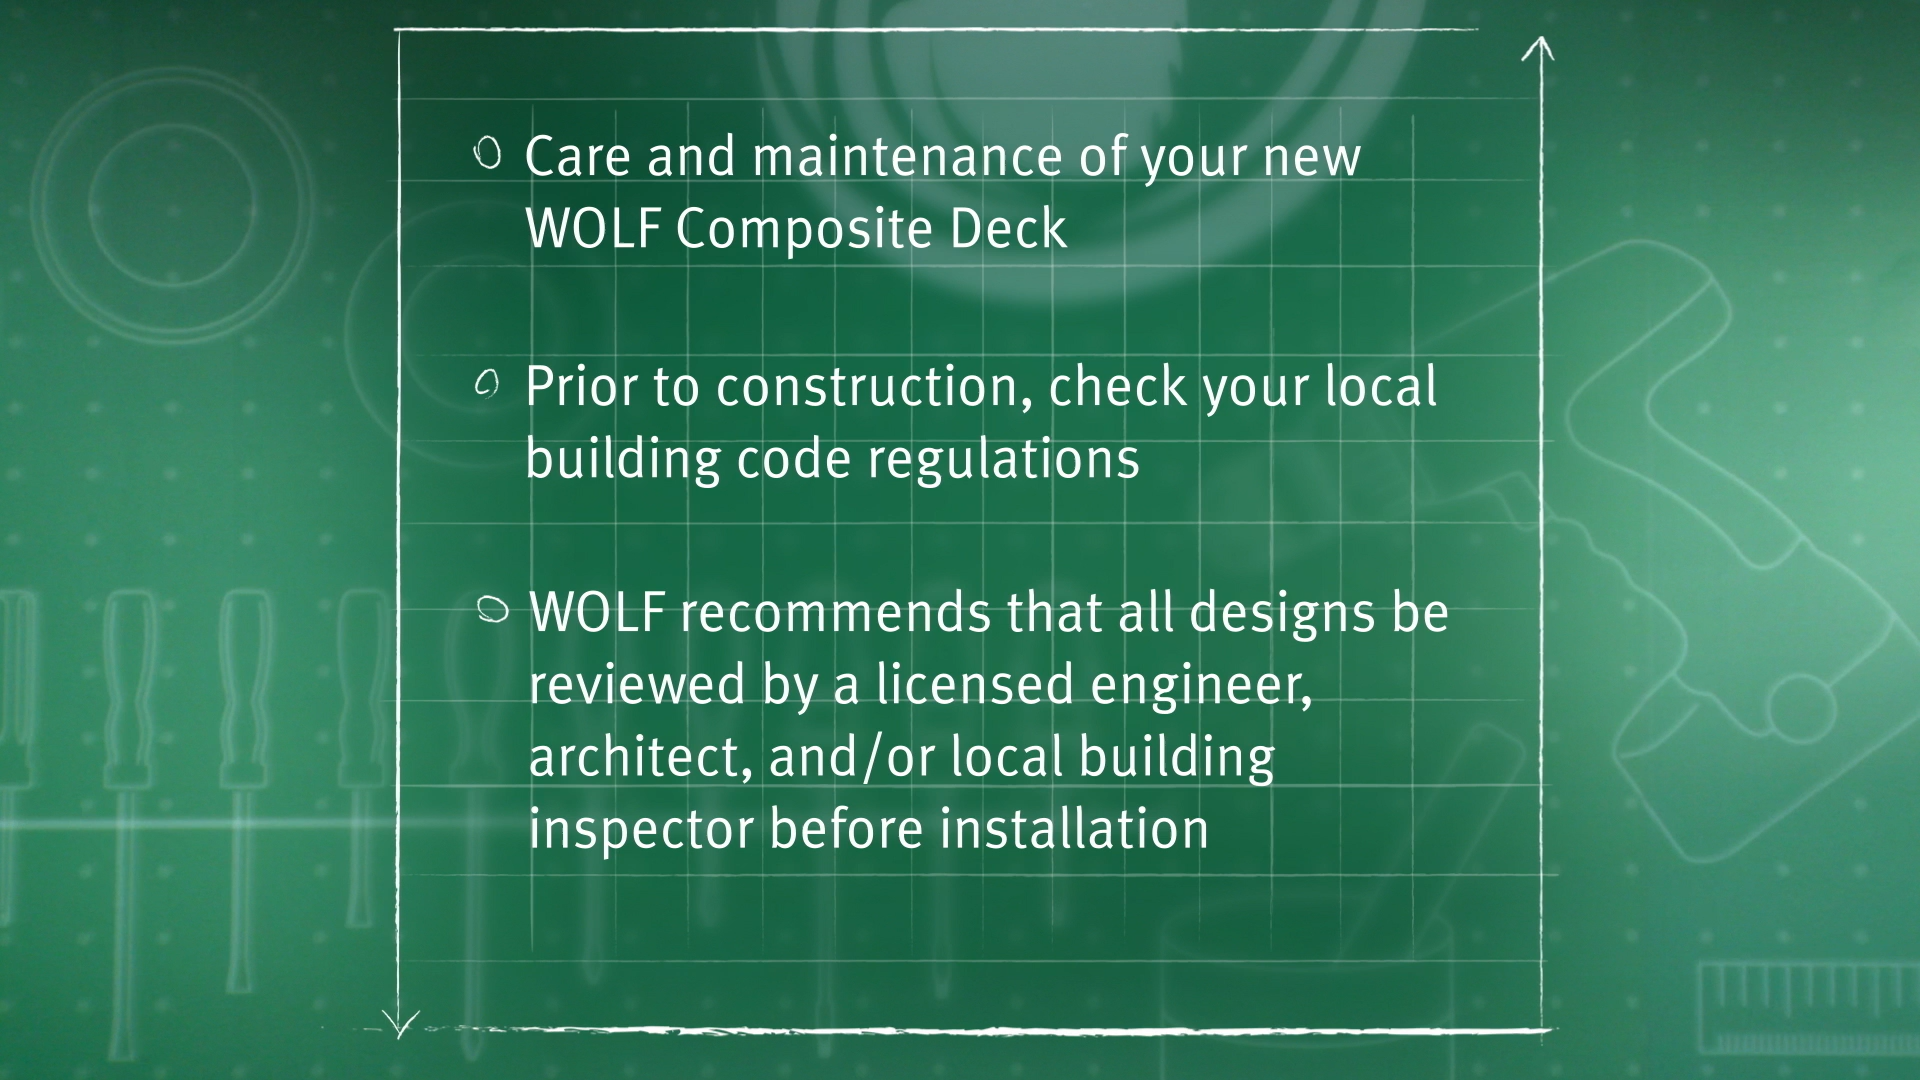 Care and maintenance of your new
WOLF Composite Deck
Prior to construction, check your local
building code regulations
WOLF recommends that all designs be
reviewed by a licensed engineer,
architect, and/or local building
inspector before installation